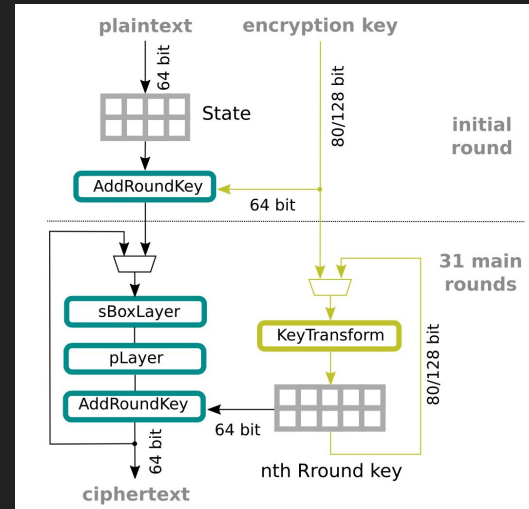 plaintext
encryption key
64 bit
80/128 bit
State
initial
round
AddRoundKey
64 bit
31 main
rounds
sBoxLayer
KeyTransform
pLayer
80/128 bit
AddRoundKey
64 bit
64 bit
nth Rround key
ciphertext